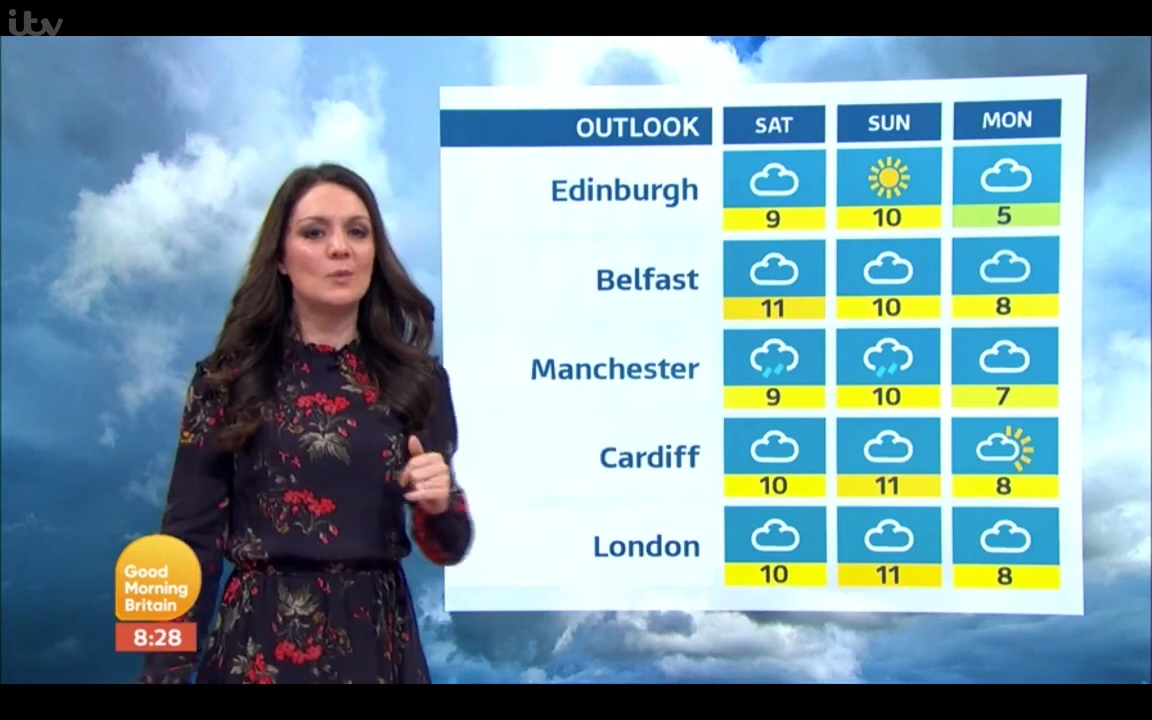 itv
OUTLOOK SAT SUN MON
Edinburgh 9 10 5
Belfast 11 10 8
Manchester 9 10 7
Cardiff 10 11 8
London 10 11 8
Good
Morning
Britain
8:28